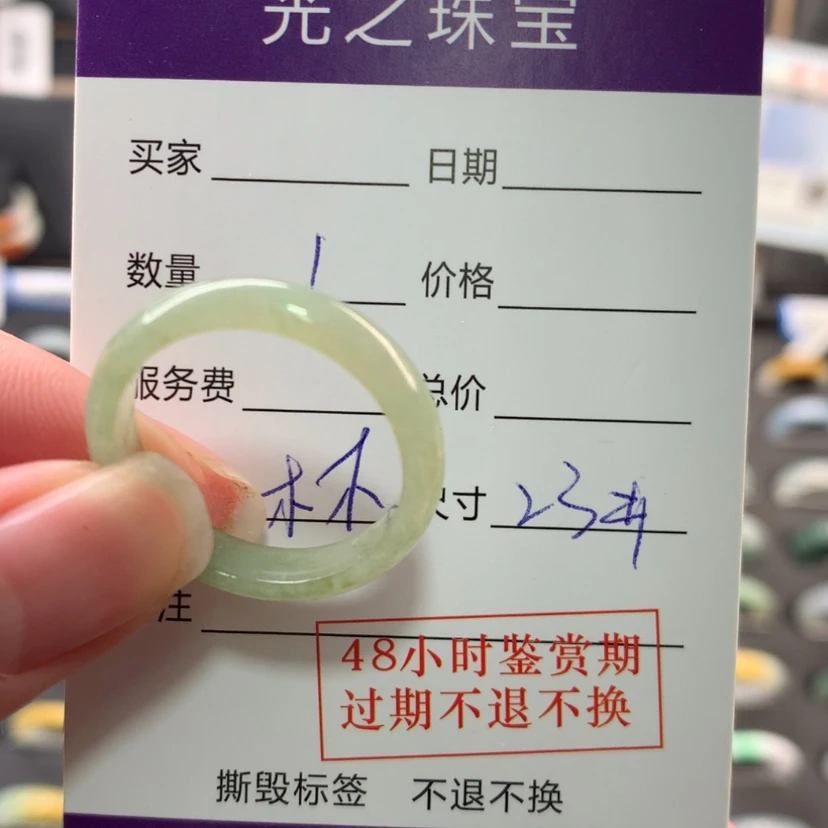 光之珠宝
买家 日期
数量 1 价格
服务费 总价
林 尺寸 23#
注
48小时鉴赏期
过期不退不换
撕毁标签 不退不换